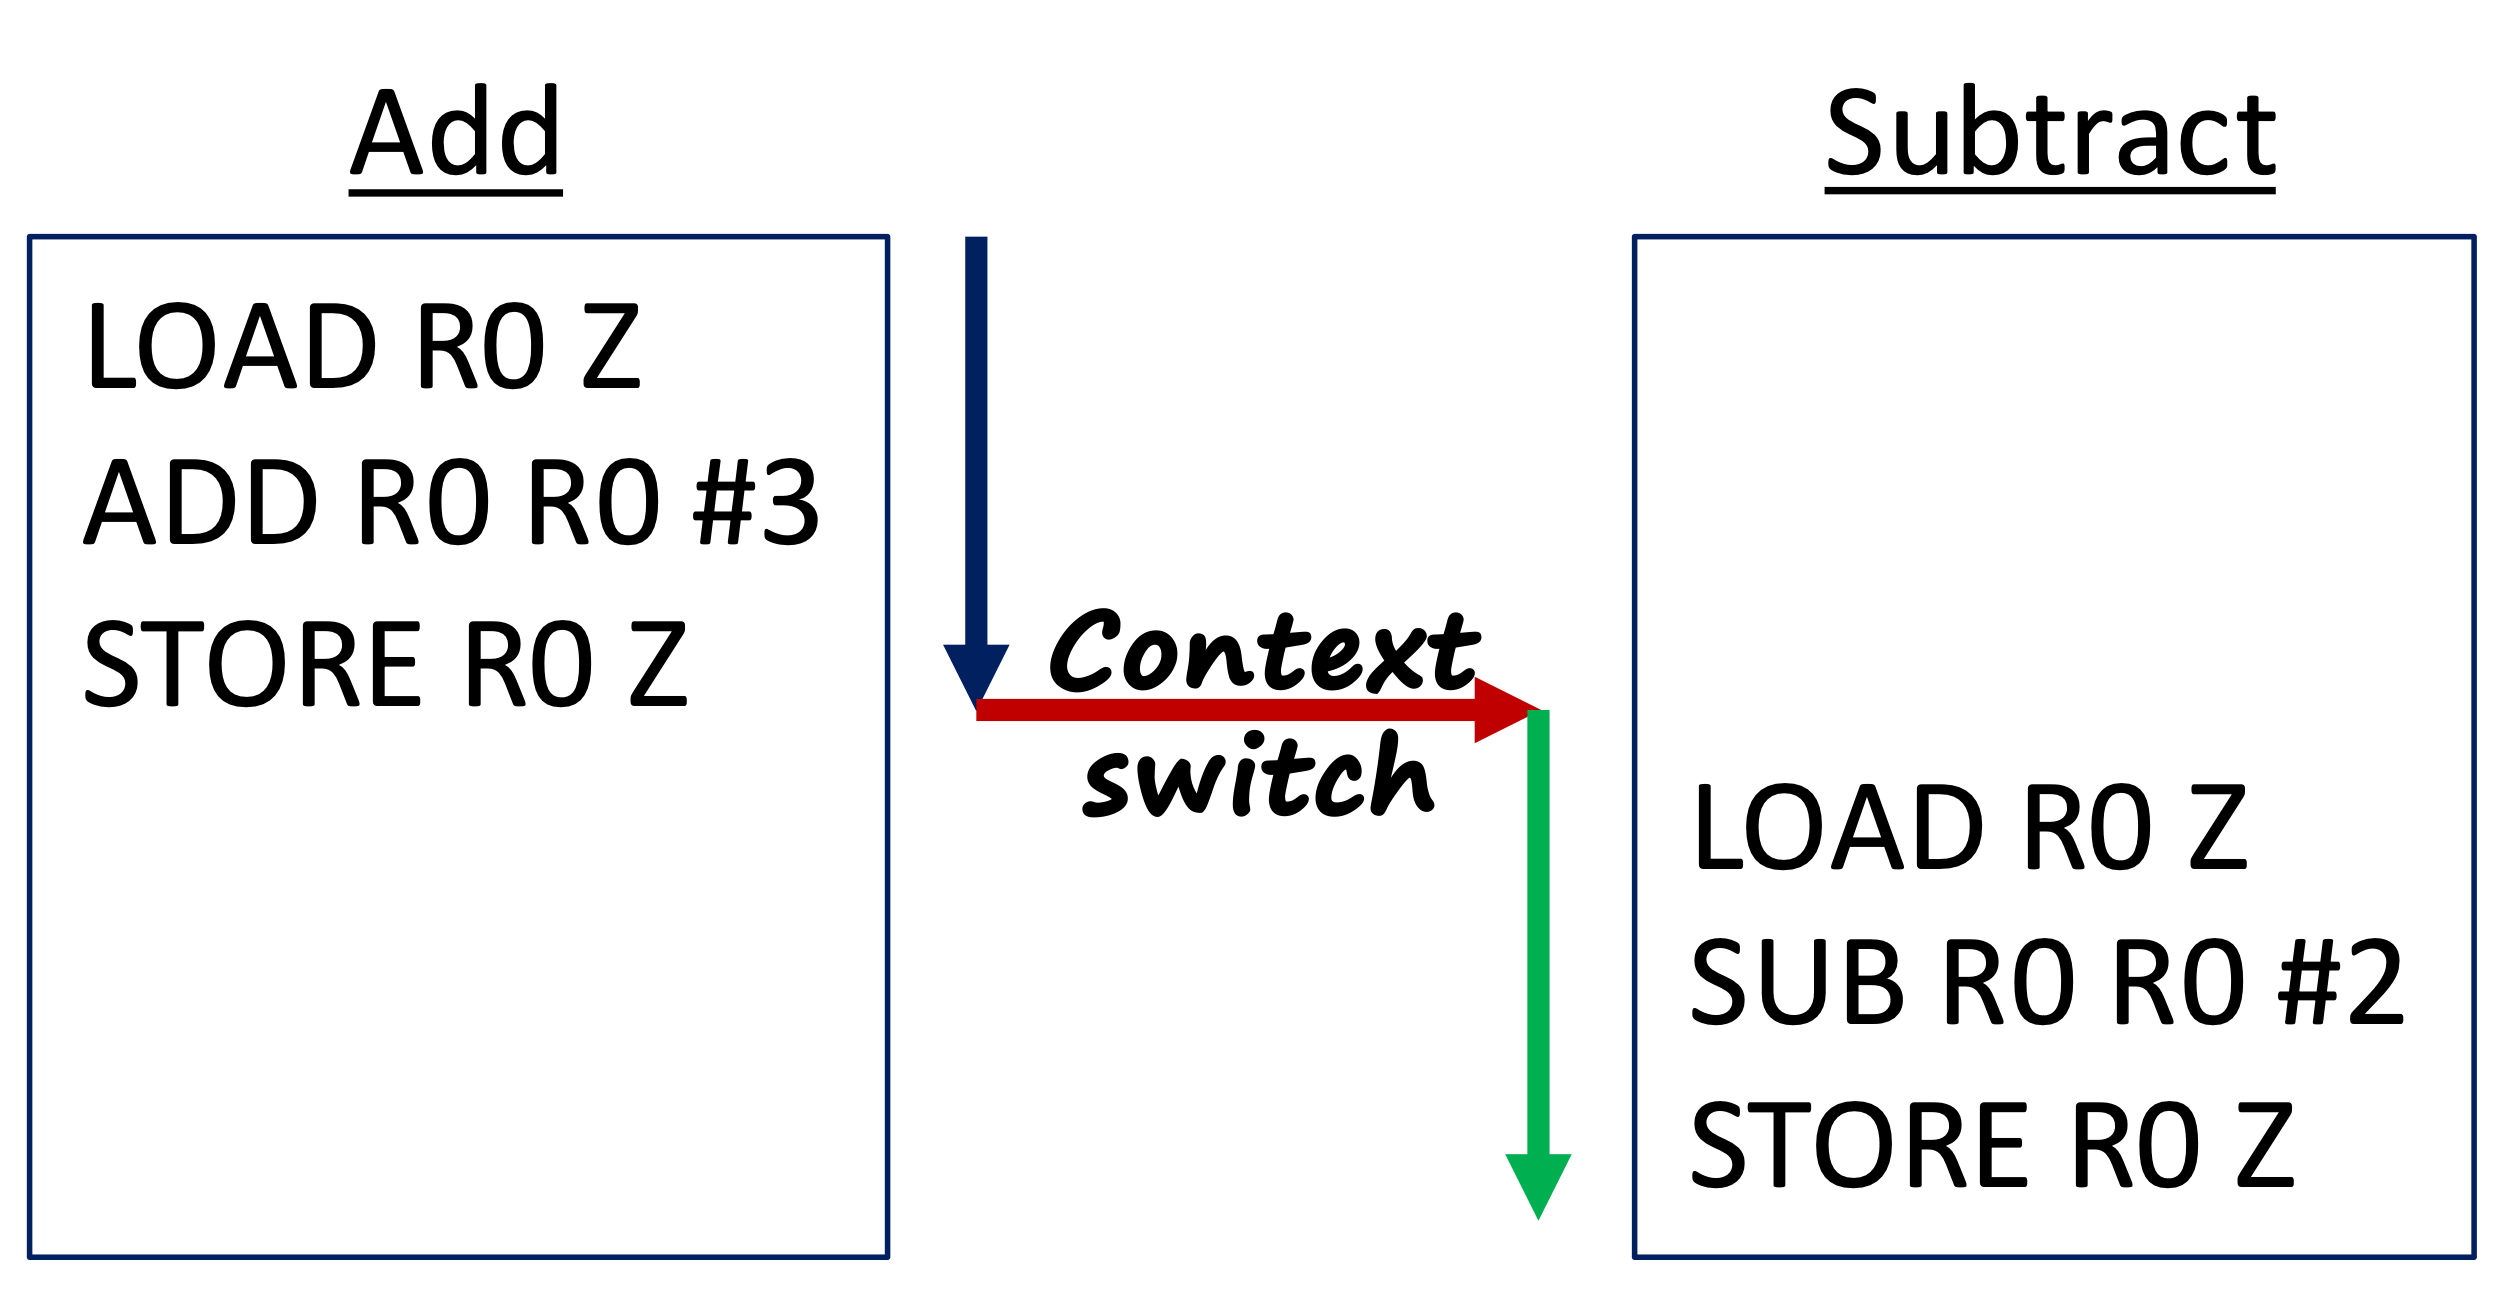 Add
Subtract
LOAD R0 Z
ADD R0 R0 #3
STORE R0 Z
Context
switch
LOAD R0 Z
SUB R0 R0 #2
STORE R0 Z